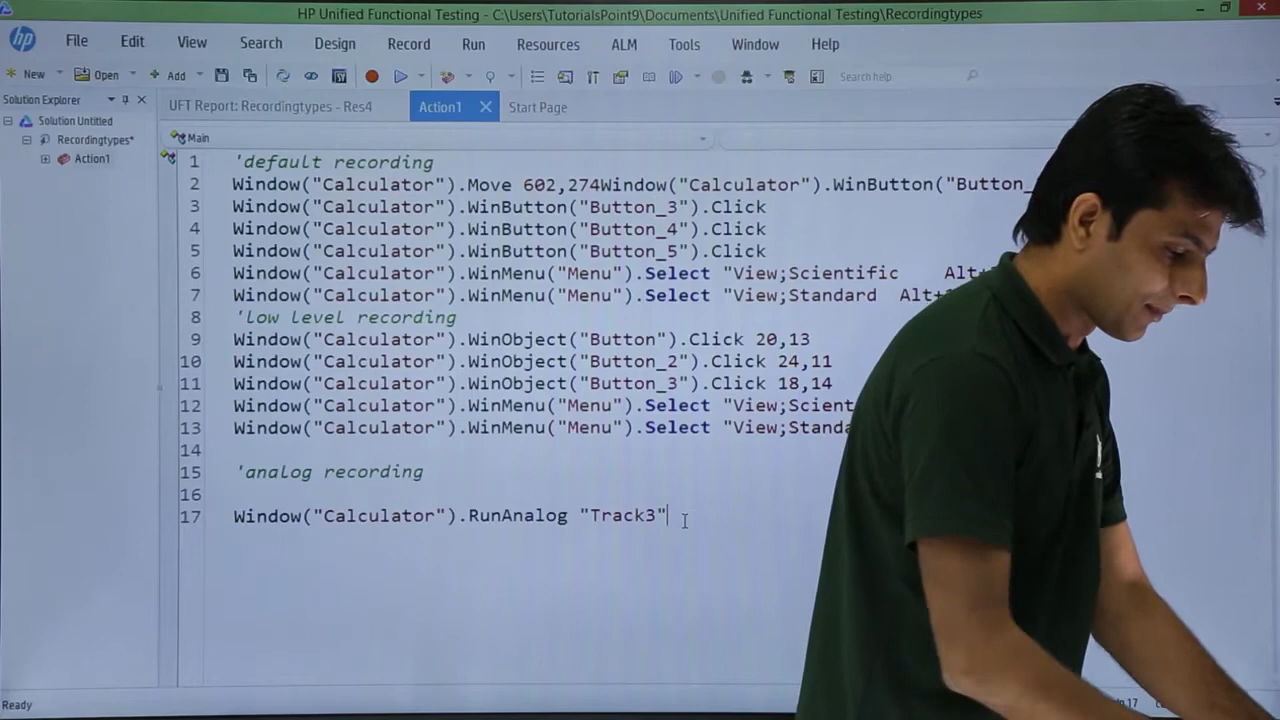 HP Unified Functional Testing - C:\Users\TutorialsPoint9\Documents\Unified Functional Testing\Recordingtypes
hp File Edit View Search Design Record Run Resources ALM Tools Window Help
New Open Add Search help
Solution Explorer
UFT Report: Recordingtypes - Res4 Action1 Start Page
Solution Untitled
Recordingtypes*
Action1
Main
1 'default recording
2 Window("Calculator").Move 602,274Window("Calculator").WinButton("Button_
3 Window("Calculator").WinButton("Button_3").Click
4 Window("Calculator").WinButton("Button_4").Click
5 Window("Calculator").WinButton("Button_5").Click
6 Window("Calculator").WinMenu("Menu").Select "View;Scientific Alt+
7 Window("Calculator").WinMenu("Menu").Select "View;Standard Alt+
8 'low level recording
9 Window("Calculator").WinObject("Button").Click 20,13
10 Window("Calculator").WinObject("Button_2").Click 24,11
11 Window("Calculator").WinObject("Button_3").Click 18,14
12 Window("Calculator").WinMenu("Menu").Select "View;Scient
13 Window("Calculator").WinMenu("Menu").Select "View;Standa
14
15 'analog recording
16
17 Window("Calculator").RunAnalog "Track3"
Ready